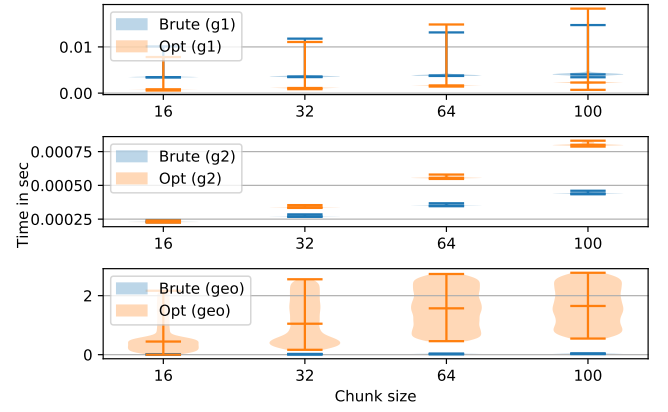 0.01
0.00
Brute (g1)
Opt (g1)
16
32
64
100
Time in sec
0.00075
0.00050
0.00025
Brute (g2)
Opt (g2)
16
32
64
100
2
0
Brute (geo)
Opt (geo)
16
32
64
100
Chunk size